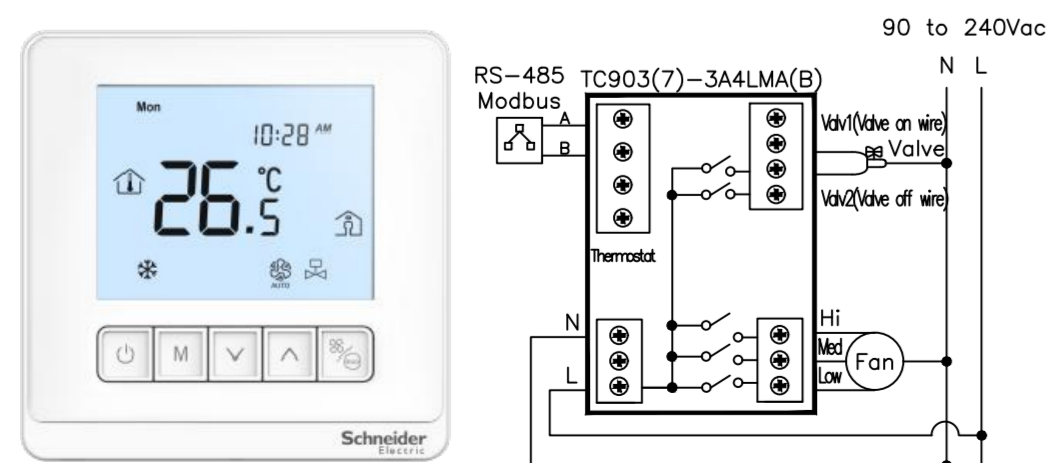 Mon
10:28 AM
26.5 °C
AUTO
M
Schneider
Electric
90 to 240Vac
N L
RS-485
Modbus
TC903(7)-3A4LMA(B)
A
B
Valv1(Valve on wire)
Valve
Valv2(Valve off wire)
Thermostat
N
L
Hi
Med
Low
Fan